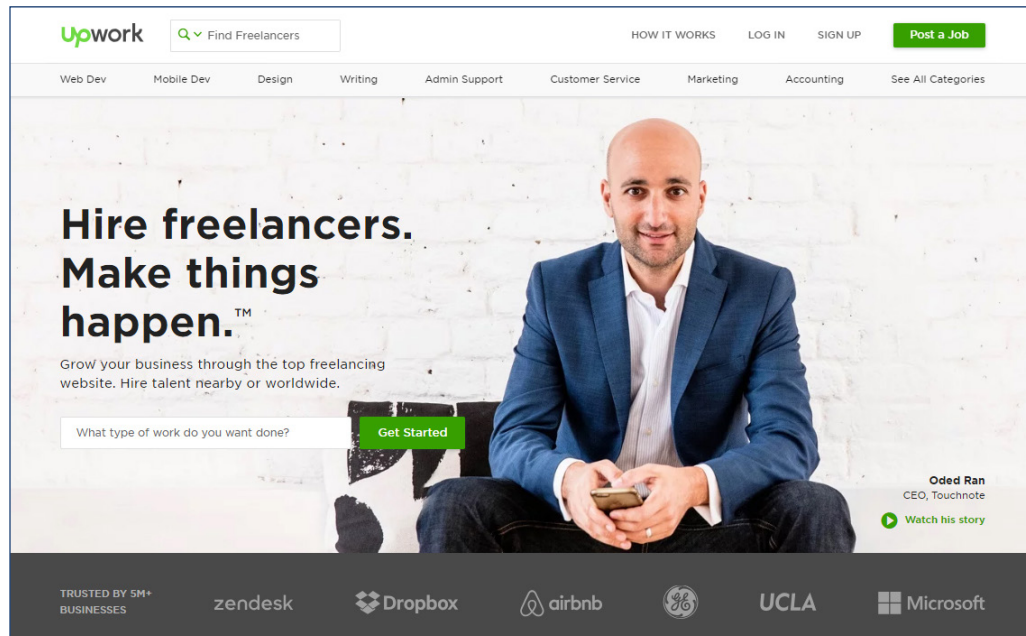 upwork
Find Freelancers
HOW IT WORKS
LOG IN
SIGN UP
Post a Job
Web Dev
Mobile Dev
Design
Writing
Admin Support
Customer Service
Marketing
Accounting
See All Categories
Hire freelancers.
Make things
happen.™
Grow your business through the top freelancing
website. Hire talent nearby or worldwide.
What type of work do you want done?
Get Started
Oded Ran
CEO, Touchnote
Watch his story
TRUSTED BY 5M+
BUSINESSES
zendesk
Dropbox
airbnb
GE
UCLA
Microsoft